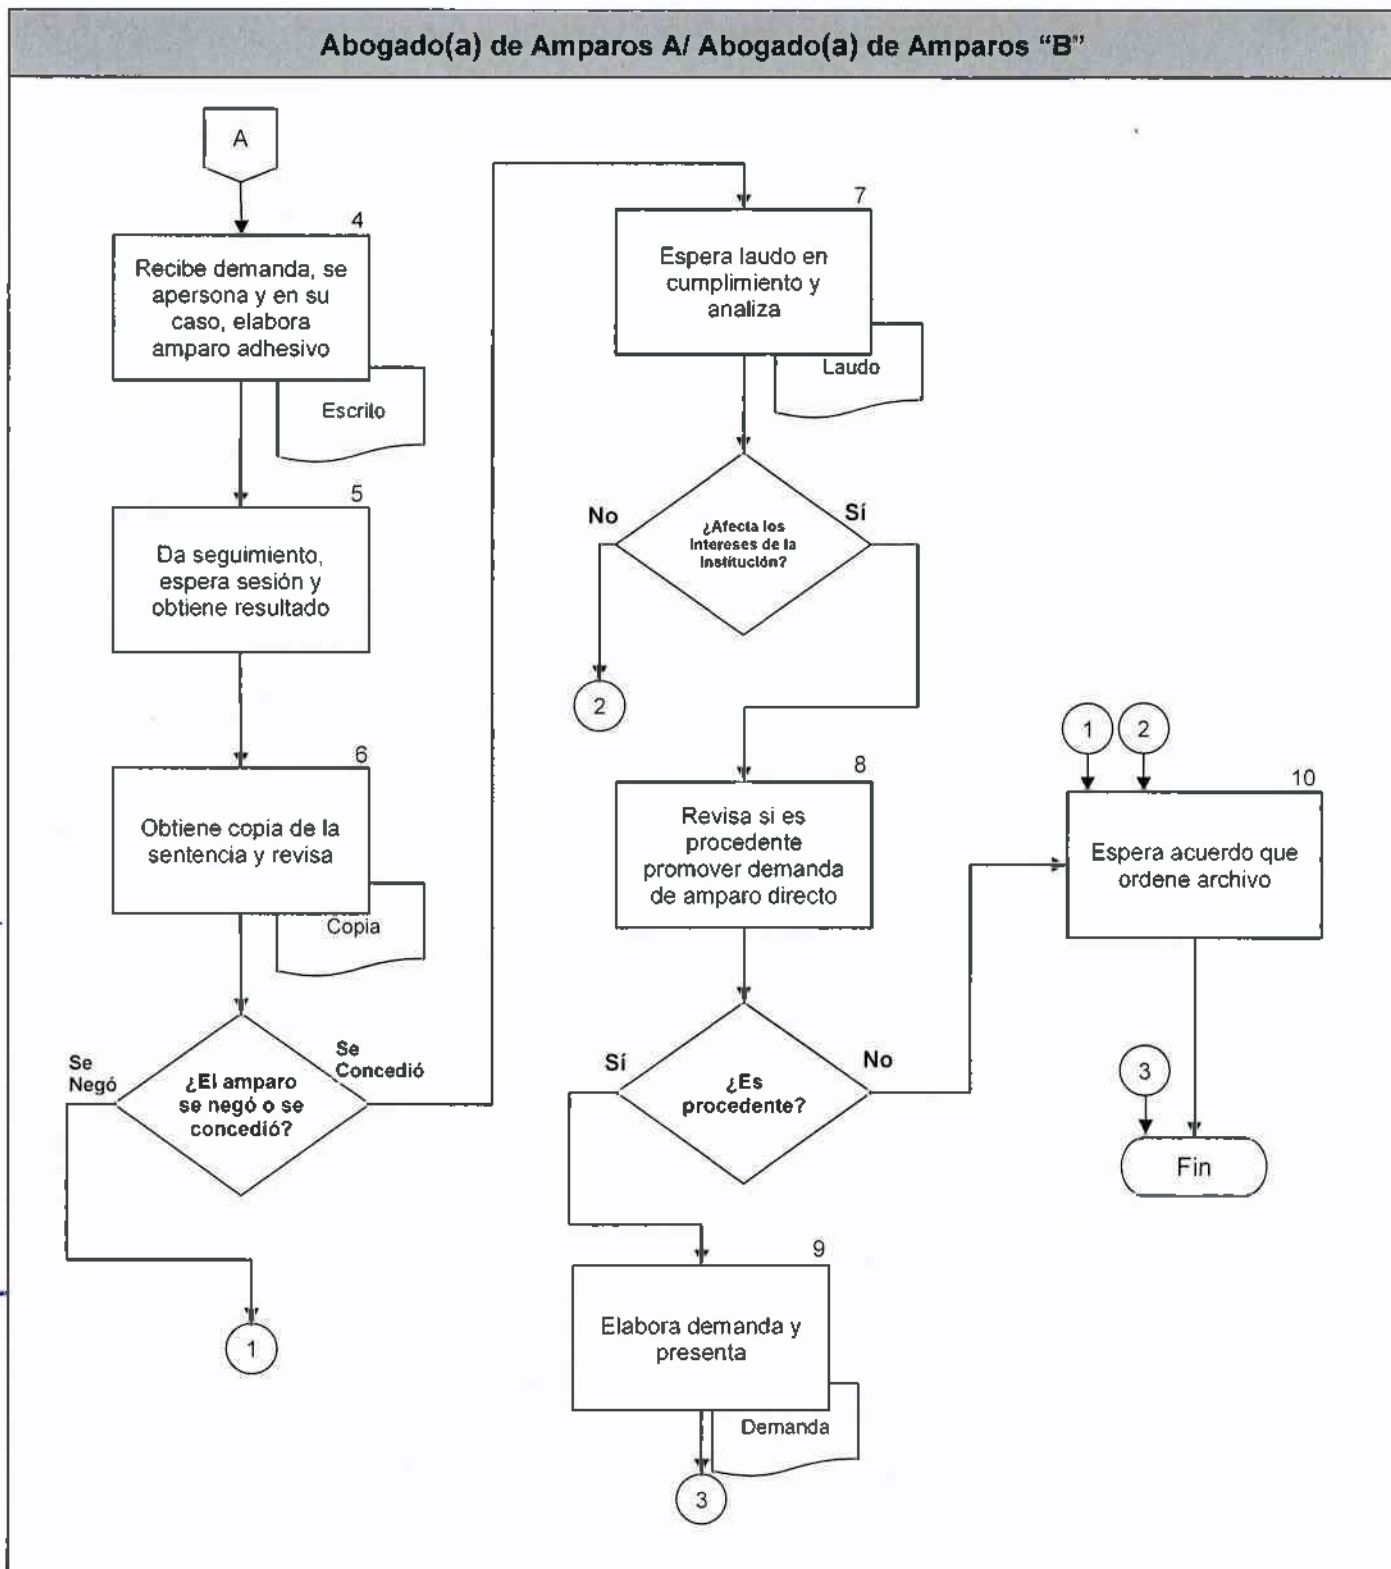 Abogado(a) de Amparos A/ Abogado(a) de Amparos “B”
A
4
Recibe demanda, se
apersona y en su
caso, elabora
amparo adhesivo
Escrito
5
Da seguimiento,
espera sesión y
obtiene resultado
6
Obtiene copia de la
sentencia y revisa
Copia
Se
Negó
¿El amparo
se negó o se
concedió?
Se
Concedió
1
7
Espera laudo en
cumplimiento y
analiza
Laudo
No
¿Afecta los
Intereses de la
Institución?
Sí
2
8
Revisa si es
procedente
promover demanda
de amparo directo
Sí
¿Es
procedente?
No
9
Elabora demanda y
presenta
Demanda
3
1
2
10
Espera acuerdo que
ordene archivo
3
Fin